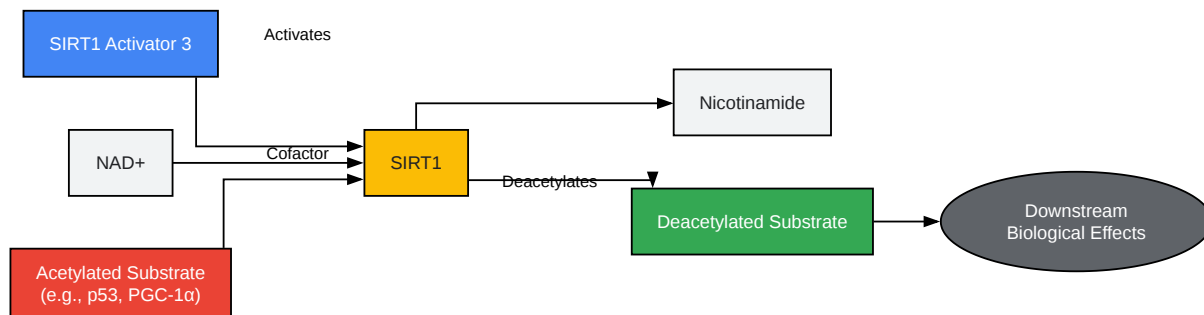 SIRT1 Activator 3
Activates
Nicotinamide
NAD+
Cofactor
SIRT1
Deacetylates
Deacetylated Substrate
Downstream
Biological Effects
Acetylated Substrate
(e.g., p53, PGC-1α)